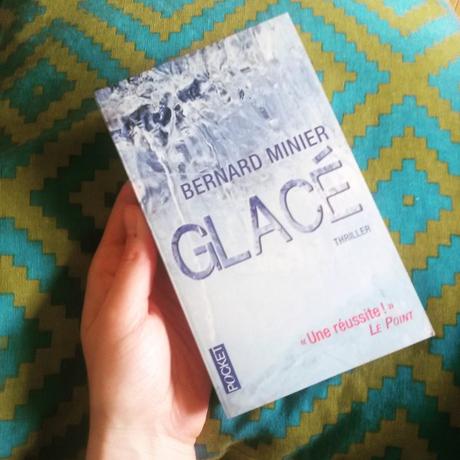 BERNARD MINIER
GLACÉ
THRILLER
« Une réussite ! »
LE POINT
POCKET